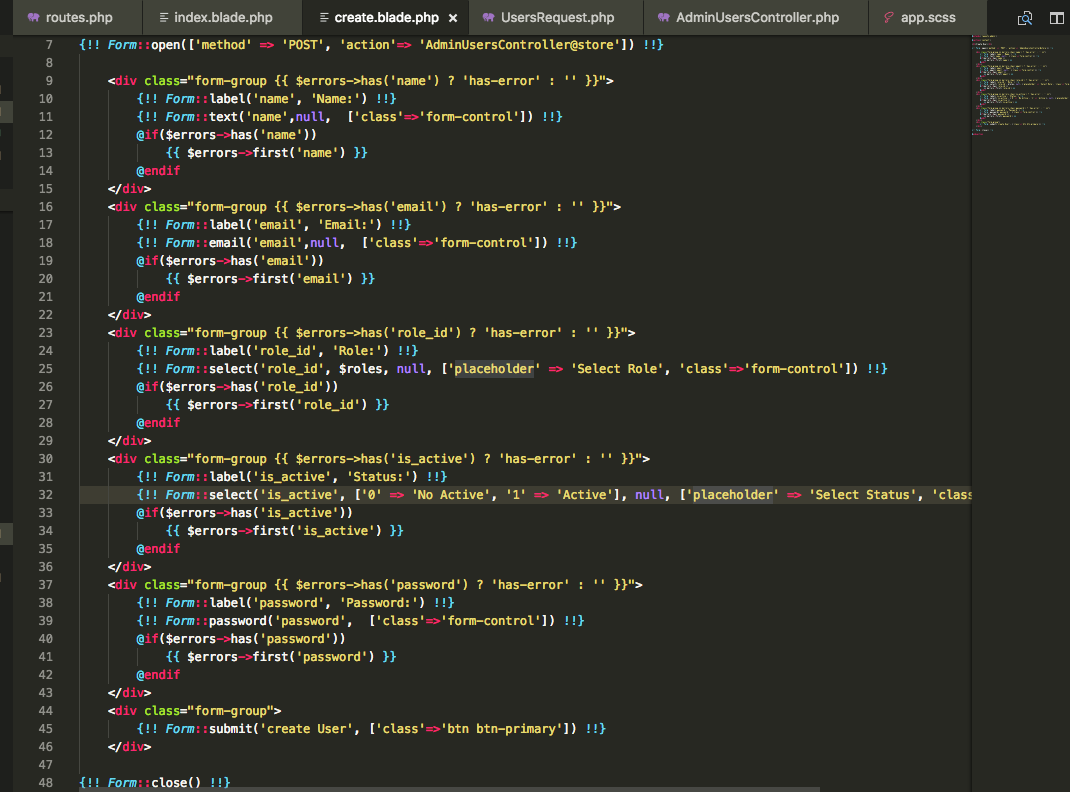 routes.php index.blade.php create.blade.php × UsersRequest.php AdminUsersController.php app.scss
7 {!! Form::open(['method' => 'POST', 'action'=> 'AdminUsersController@store']) !!}
8
9 <div class="form-group {{ $errors->has('name') ? 'has-error' : '' }}">
10 {!! Form::label('name', 'Name:') !!}
11 {!! Form::text('name',null,  ['class'=>'form-control']) !!}
12 @if($errors->has('name'))
13 {{ $errors->first('name') }}
14 @endif
15 </div>
16 <div class="form-group {{ $errors->has('email') ? 'has-error' : '' }}">
17 {!! Form::label('email', 'Email:') !!}
18 {!! Form::email('email',null,  ['class'=>'form-control']) !!}
19 @if($errors->has('email'))
20 {{ $errors->first('email') }}
21 @endif
22 </div>
23 <div class="form-group {{ $errors->has('role_id') ? 'has-error' : '' }}">
24 {!! Form::label('role_id', 'Role:') !!}
25 {!! Form::select('role_id', $roles, null, ['placeholder' => 'Select Role', 'class'=>'form-control']) !!}
26 @if($errors->has('role_id'))
27 {{ $errors->first('role_id') }}
28 @endif
29 </div>
30 <div class="form-group {{ $errors->has('is_active') ? 'has-error' : '' }}">
31 {!! Form::label('is_active', 'Status:') !!}
32 {!! Form::select('is_active', ['0' => 'No Active', '1' => 'Active'], null, ['placeholder' => 'Select Status', 'class
33 @if($errors->has('is_active'))
34 {{ $errors->first('is_active') }}
35 @endif
36 </div>
37 <div class="form-group {{ $errors->has('password') ? 'has-error' : '' }}">
38 {!! Form::label('password', 'Password:') !!}
39 {!! Form::password('password',  ['class'=>'form-control']) !!}
40 @if($errors->has('password'))
41 {{ $errors->first('password') }}
42 @endif
43 </div>
44 <div class="form-group">
45 {!! Form::submit('create User', ['class'=>'btn btn-primary']) !!}
46 </div>
47
48 {!! Form::close() !!}